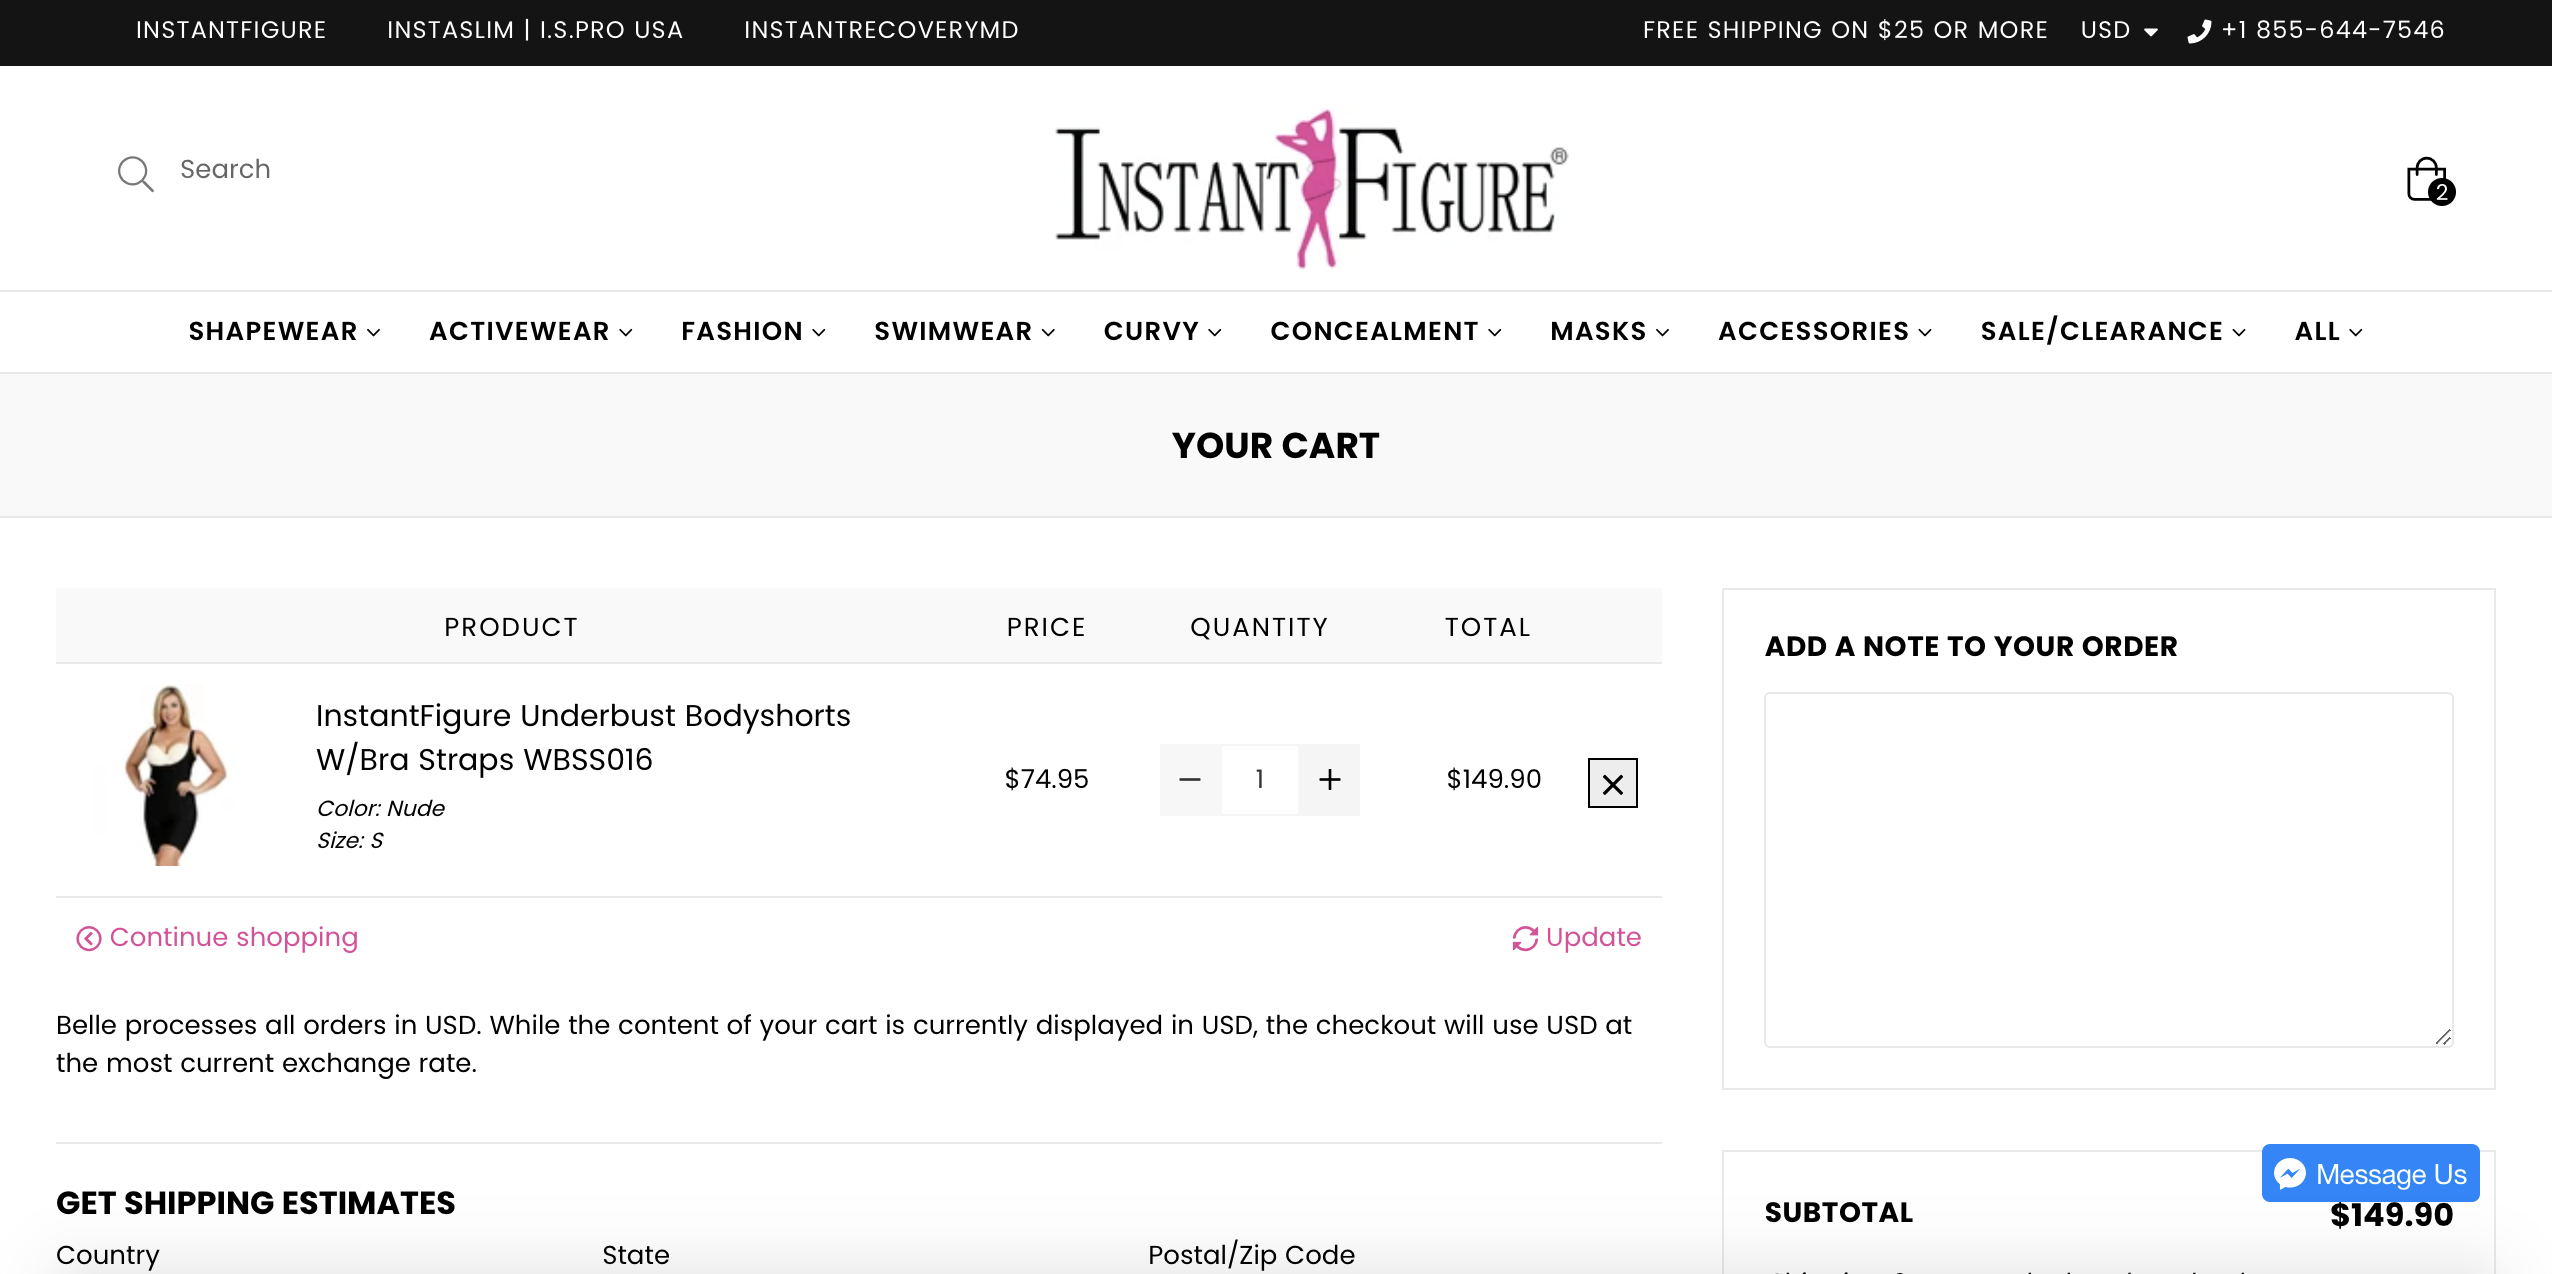 INSTANTFIGURE INSTASLIM | I.S.PRO USA INSTANTRECOVERYMD FREE SHIPPING ON $25 OR MORE USD +1 855-644-7546
Search
INSTANT FIGURE®
2
SHAPEWEAR ACTIVEWEAR FASHION SWIMWEAR CURVY CONCEALMENT MASKS ACCESSORIES SALE/CLEARANCE ALL
YOUR CART
PRODUCT PRICE QUANTITY TOTAL
InstantFigure Underbust Bodyshorts
W/Bra Straps WBSS016
Color: Nude
Size: S
$74.95 — 1 + $149.90
Continue shopping
Update
Belle processes all orders in USD. While the content of your cart is currently displayed in USD, the checkout will use USD at
the most current exchange rate.
GET SHIPPING ESTIMATES
Country State Postal/Zip Code
ADD A NOTE TO YOUR ORDER
Message Us
SUBTOTAL $149.90